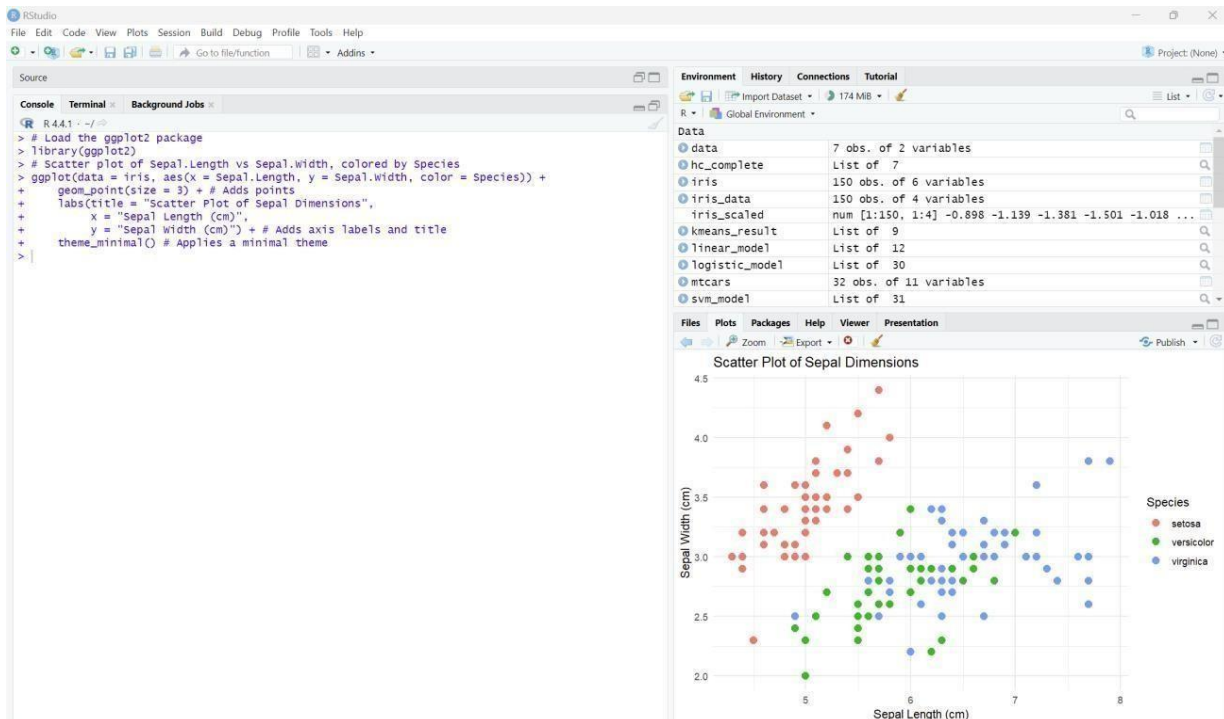 RStudio
File Edit Code View Plots Session Build Debug Profile Tools Help
Go to file/function Addins
Project: (None)
Source
Console Terminal Background Jobs
R 4.4.1 · ~/
> # Load the ggplot2 package
> library(ggplot2)
> # Scatter plot of Sepal.Length vs Sepal.Width, colored by Species
> ggplot(data = iris, aes(x = Sepal.Length, y = Sepal.Width, color = Species)) +
+     geom_point(size = 3) + # Adds points
+     labs(title = "Scatter Plot of Sepal Dimensions",
+          x = "Sepal Length (cm)",
+          y = "Sepal Width (cm)") + # Adds axis labels and title
+     theme_minimal() # Applies a minimal theme
>
Environment History Connections Tutorial
Import Dataset 174 MiB List
R Global Environment
Data
data 7 obs. of 2 variables
hc_complete List of 7
iris 150 obs. of 6 variables
iris_data 150 obs. of 4 variables
iris_scaled num [1:150, 1:4] -0.898 -1.139 -1.381 -1.501 -1.018 ...
kmeans_result List of 9
linear_model List of 12
logistic_model List of 30
mtcars 32 obs. of 11 variables
svm_model List of 31
Files Plots Packages Help Viewer Presentation
Zoom Export Publish
Scatter Plot of Sepal Dimensions
4.5
4.0
3.5
3.0
2.5
2.0
Sepal Width (cm)
5 6 7 8
Sepal Length (cm)
Species
setosa
versicolor
virginica